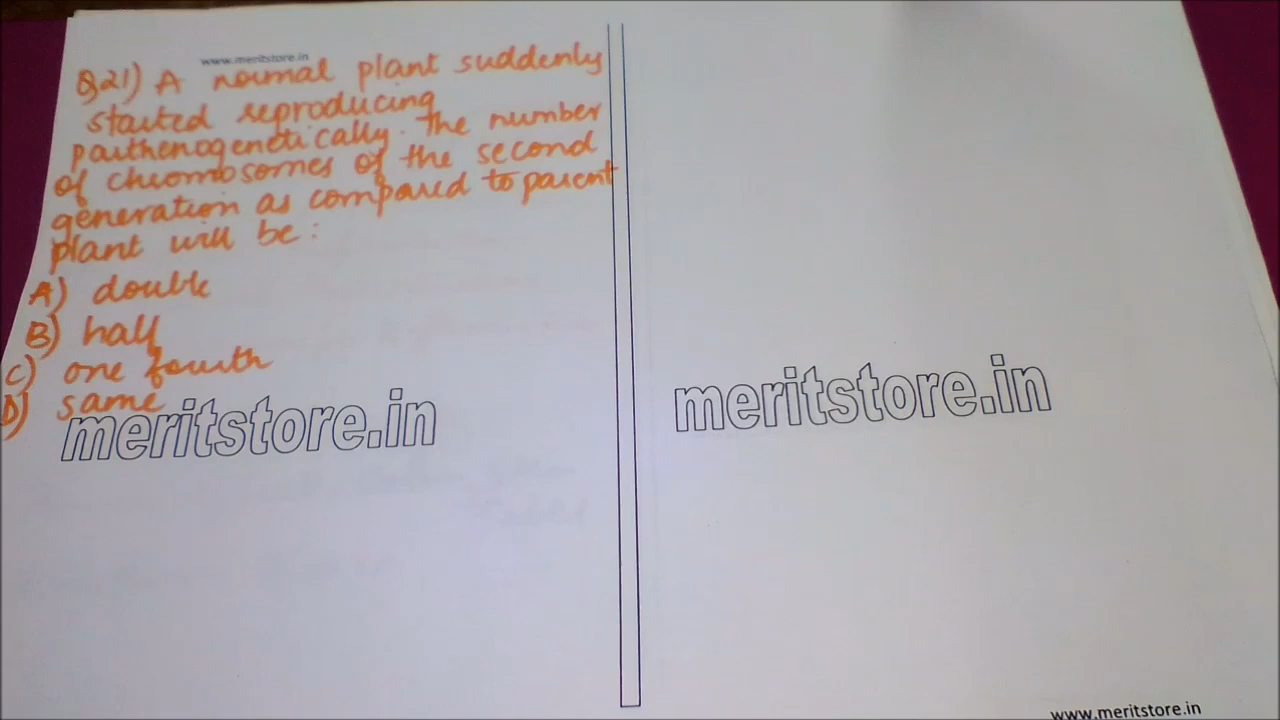 www.meritstore.in
Q21) A normal plant suddenly
started reproducing
parthenogenetically. The number
of chromosomes of the second
generation as compared to parent
plant will be:
A) double
B) half
C) one fourth
D) same
meritstore.in
meritstore.in
www.meritstore.in